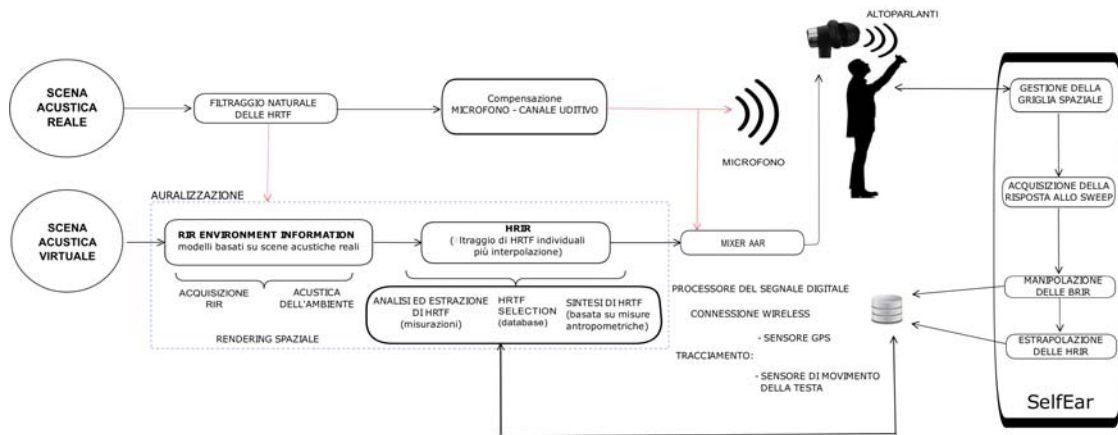 ALTOPARLANTI
SCENA
ACUSTICA
REALE
FILTRAGGIO NATURALE
DELLE HRTF
Compensazione
MICROFONO - CANALE UDITIVO
MICROFONO
GESTIONE DELLA
GRIGLIA SPAZIALE
ACQUISIZIONE DELLA
RISPOSTA ALLO SWEEP
MANIPOLAZIONE
DELLE BRIR
ESTRAPOLAZIONE
DELLE HRIR
SelfEar
AURALIZZAZIONE
SCENA
ACUSTICA
VIRTUALE
RIR ENVIRONMENT INFORMATION
modelli basati su scene acustiche reali
HRIR
ltraggio di HRTF individuali
più interpolazione)
MIXER AAR
ACQUISIZIONE
RIR
ACUSTICA
DELL'AMBIENTE
RENDERING SPAZIALE
ANALISI ED ESTRAZIONE
DI HRTF
(misurazioni)
HRTF
SELECTION
(database)
SINTESI DI HRTF
(basata su misure
antropometriche)
PROCESSORE DEL SEGNALE DIGITALE
CONNESSIONE WIRELESS
- SENSORE GPS
TRACCIAMENTO:
- SENSORE DI MOVIMENTO
DELLA TESTA